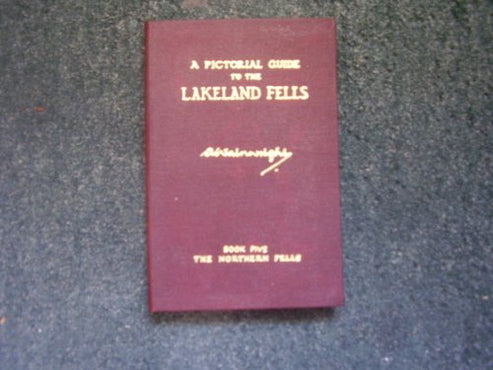 A PICTORIAL GUIDE
TO THE
LAKELAND FELLS
AWainwright
BOOK FIVE
THE NORTHERN FELLS